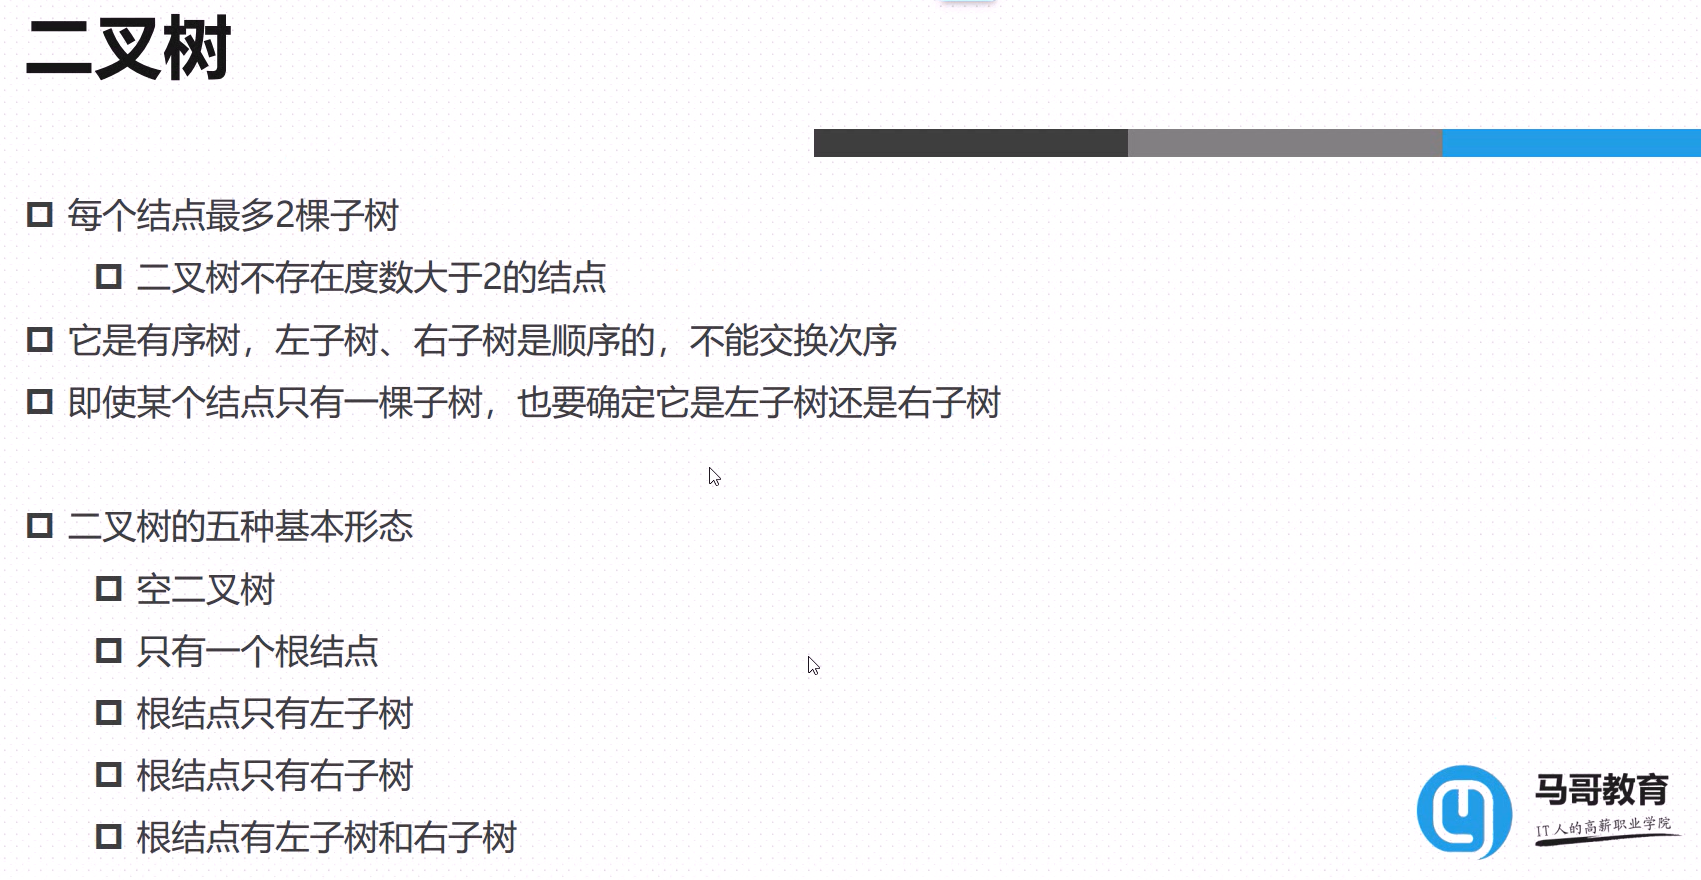 二叉树
每个结点最多2棵子树
二叉树不存在度数大于2的结点
它是有序树，左子树、右子树是顺序的，不能交换次序
即使某个结点只有一棵子树，也要确定它是左子树还是右子树
二叉树的五种基本形态
空二叉树
只有一个根结点
根结点只有左子树
根结点只有右子树
根结点有左子树和右子树
马哥教育
IT人的高薪职业学院